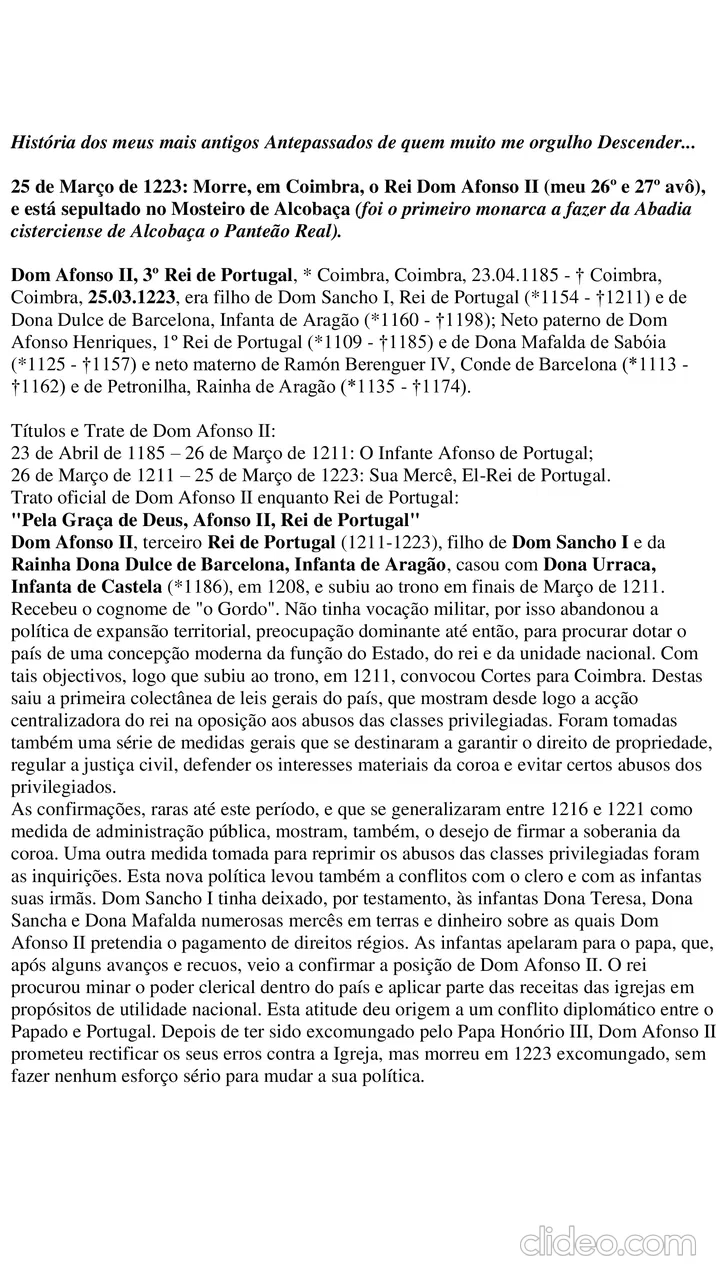 História dos meus mais antigos Antepassados de quem muito me orgulho Descender...
25 de Março de 1223: Morre, em Coimbra, o Rei Dom Afonso II (meu 26º e 27º avô),
e está sepultado no Mosteiro de Alcobaça (foi o primeiro monarca a fazer da Abadia
cisterciense de Alcobaça o Panteão Real).
Dom Afonso II, 3º Rei de Portugal, * Coimbra, Coimbra, 23.04.1185 - † Coimbra,
Coimbra, 25.03.1223, era filho de Dom Sancho I, Rei de Portugal (*1154 - †1211) e de
Dona Dulce de Barcelona, Infanta de Aragão (*1160 - †1198); Neto paterno de Dom
Afonso Henriques, 1º Rei de Portugal (*1109 - †1185) e de Dona Mafalda de Sabóia
(*1125 - †1157) e neto materno de Ramón Berenguer IV, Conde de Barcelona (*1113 -
†1162) e de Petronilha, Rainha de Aragão (*1135 - †1174).
Títulos e Trate de Dom Afonso II:
23 de Abril de 1185 – 26 de Março de 1211: O Infante Afonso de Portugal;
26 de Março de 1211 – 25 de Março de 1223: Sua Mercê, El-Rei de Portugal.
Trato oficial de Dom Afonso II enquanto Rei de Portugal:
"Pela Graça de Deus, Afonso II, Rei de Portugal"
Dom Afonso II, terceiro Rei de Portugal (1211-1223), filho de Dom Sancho I e da
Rainha Dona Dulce de Barcelona, Infanta de Aragão, casou com Dona Urraca,
Infanta de Castela (*1186), em 1208, e subiu ao trono em finais de Março de 1211.
Recebeu o cognome de "o Gordo". Não tinha vocação militar, por isso abandonou a
política de expansão territorial, preocupação dominante até então, para procurar dotar o
país de uma concepção moderna da função do Estado, do rei e da unidade nacional. Com
tais objectivos, logo que subiu ao trono, em 1211, convocou Cortes para Coimbra. Destas
saiu a primeira colectânea de leis gerais do país, que mostram desde logo a acção
centralizadora do rei na oposição aos abusos das classes privilegiadas. Foram tomadas
também uma série de medidas gerais que se destinaram a garantir o direito de propriedade,
regular a justiça civil, defender os interesses materiais da coroa e evitar certos abusos dos
privilegiados.
As confirmações, raras até este período, e que se generalizaram entre 1216 e 1221 como
medida de administração pública, mostram, também, o desejo de firmar a soberania da
coroa. Uma outra medida tomada para reprimir os abusos das classes privilegiadas foram
as inquirições. Esta nova política levou também a conflitos com o clero e com as infantas
suas irmãs. Dom Sancho I tinha deixado, por testamento, às infantas Dona Teresa, Dona
Sancha e Dona Mafalda numerosas mercês em terras e dinheiro sobre as quais Dom
Afonso II pretendia o pagamento de direitos régios. As infantas apelaram para o papa, que,
após alguns avanços e recuos, veio a confirmar a posição de Dom Afonso II. O rei
procurou minar o poder clerical dentro do país e aplicar parte das receitas das igrejas em
propósitos de utilidade nacional. Esta atitude deu origem a um conflito diplomático entre o
Papado e Portugal. Depois de ter sido excomungado pelo Papa Honório III, Dom Afonso II
prometeu rectificar os seus erros contra a Igreja, mas morreu em 1223 excomungado, sem
fazer nenhum esforço sério para mudar a sua política.
clideo.com